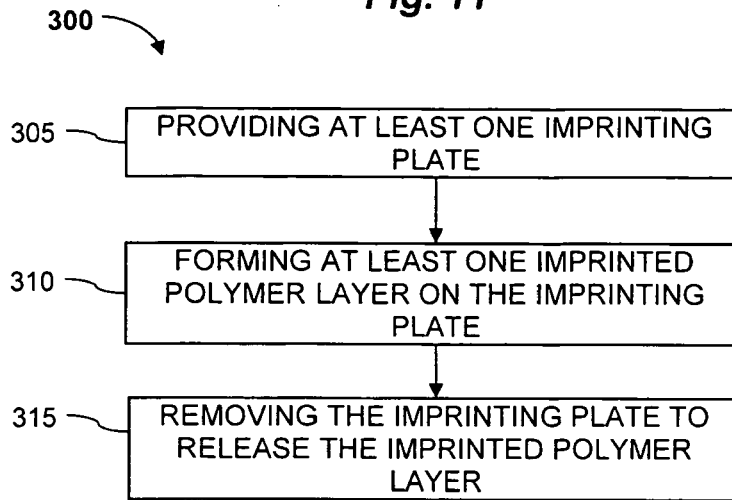 Fig. 11
300
305
PROVIDING AT LEAST ONE IMPRINTING
PLATE
310
FORMING AT LEAST ONE IMPRINTED
POLYMER LAYER ON THE IMPRINTING
PLATE
315
REMOVING THE IMPRINTING PLATE TO
RELEASE THE IMPRINTED POLYMER
LAYER